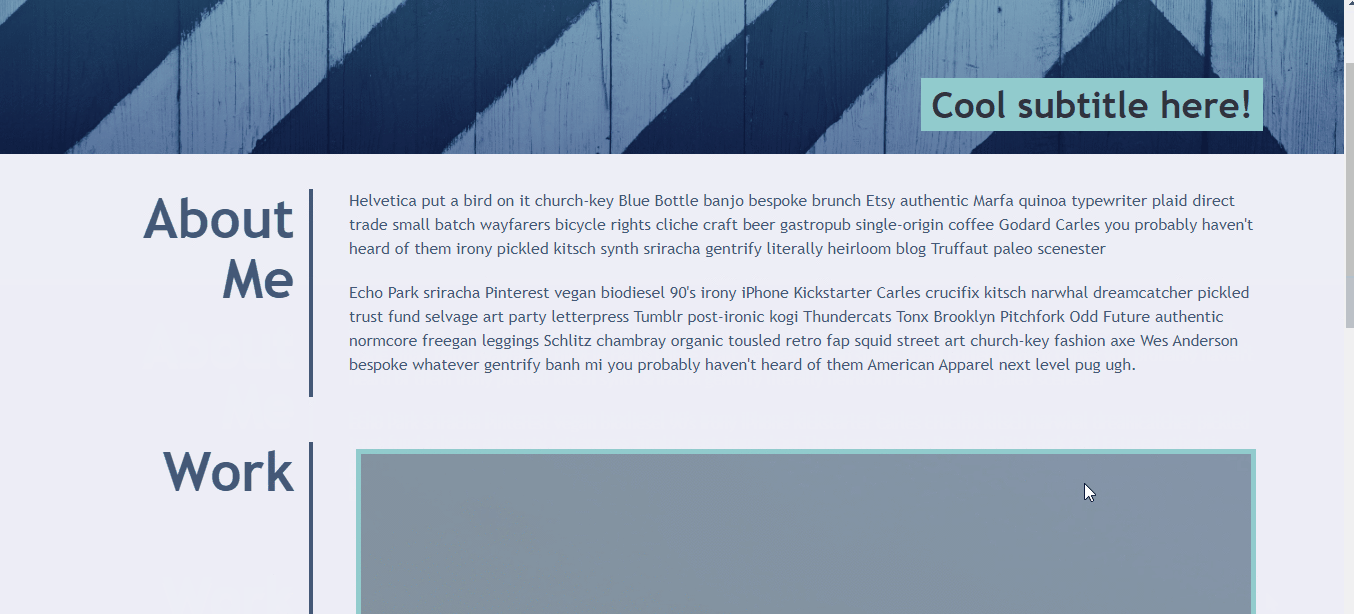 Cool subtitle here!
About
Me
Helvetica put a bird on it church-key Blue Bottle banjo bespoke brunch Etsy authentic Marfa quinoa typewriter plaid direct
trade small batch wayfarers bicycle rights cliche craft beer gastropub single-origin coffee Godard Carles you probably haven't
heard of them irony pickled kitsch synth sriracha gentrify literally heirloom blog Truffaut paleo scenester
Echo Park sriracha Pinterest vegan biodiesel 90's irony iPhone Kickstarter Carles crucifix kitsch narwhal dreamcatcher pickled
trust fund selvage art party letterpress Tumblr post-ironic kogi Thundercats Tonx Brooklyn Pitchfork Odd Future authentic
normcore freegan leggings Schlitz chambray organic tousled retro fap squid street art church-key fashion axe Wes Anderson
bespoke whatever gentrify banh mi you probably haven't heard of them American Apparel next level pug ugh.
Work